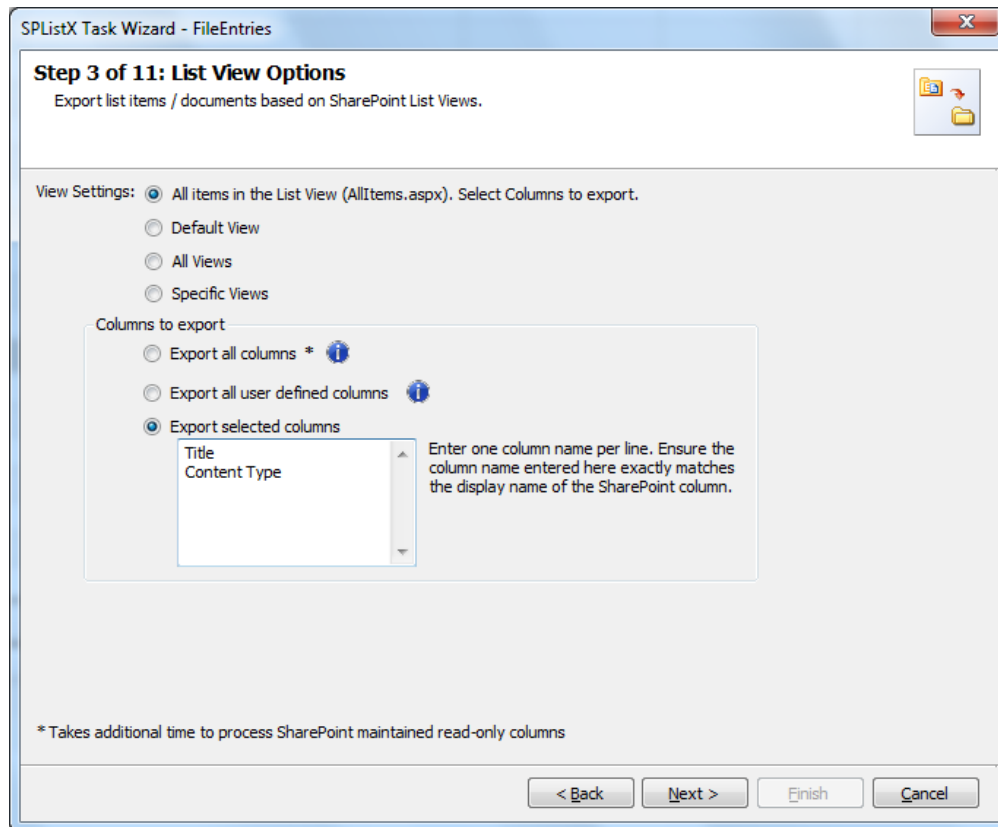 SPListX Task Wizard - FileEntries
Step 3 of 11: List View Options
Export list items / documents based on SharePoint List Views.
View Settings: All items in the List View (AllItems.aspx). Select Columns to export.
Default View
All Views
Specific Views
Columns to export
Export all columns *
Export all user defined columns
Export selected columns
Title
Content Type
Enter one column name per line. Ensure the
column name entered here exactly matches
the display name of the SharePoint column.
* Takes additional time to process SharePoint maintained read-only columns
< Back Next > Finish Cancel